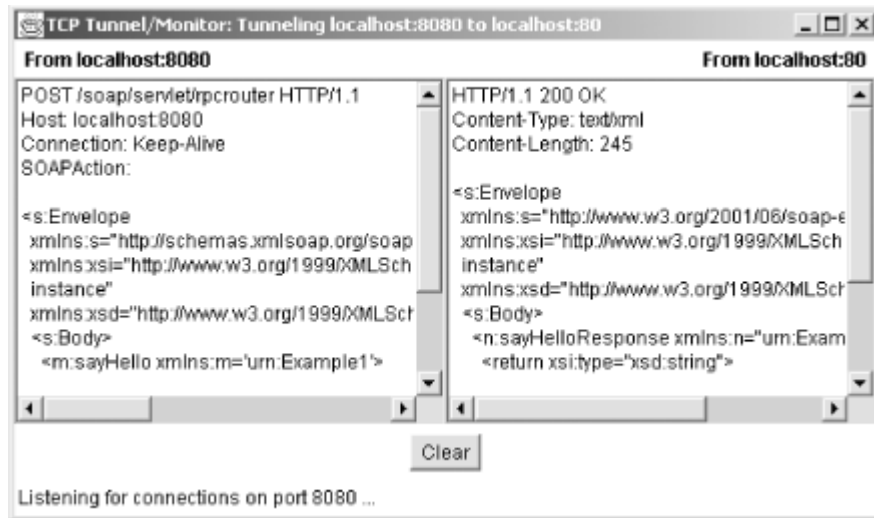 TCP Tunnel/Monitor: Tunneling localhost:8080 to localhost:80
From localhost:8080
From localhost:80
POST /soap/servlet/rpcrouter HTTP/1.1
Host: localhost:8080
Connection: Keep-Alive
SOAPAction:
<s:Envelope
xmlns:s="http://schemas.xmlsoap.org/soap
xmlns:xsi="http://www.w3.org/1999/XMLSch
instance"
xmlns:xsd="http://www.w3.org/1999/XMLSch
<s:Body>
<m:sayHello xmlns:m='urn:Example1'>
HTTP/1.1 200 OK
Content-Type: text/xml
Content-Length: 245
<s:Envelope
xmlns:s="http://www.w3.org/2001/06/soap-e
xmlns:xsi="http://www.w3.org/1999/XMLSch
instance"
xmlns:xsd="http://www.w3.org/1999/XMLSch
<s:Body>
<n:sayHelloResponse xmlns:n="urn:Exam
<return xsi:type="xsd:string">
Clear
Listening for connections on port 8080 ...